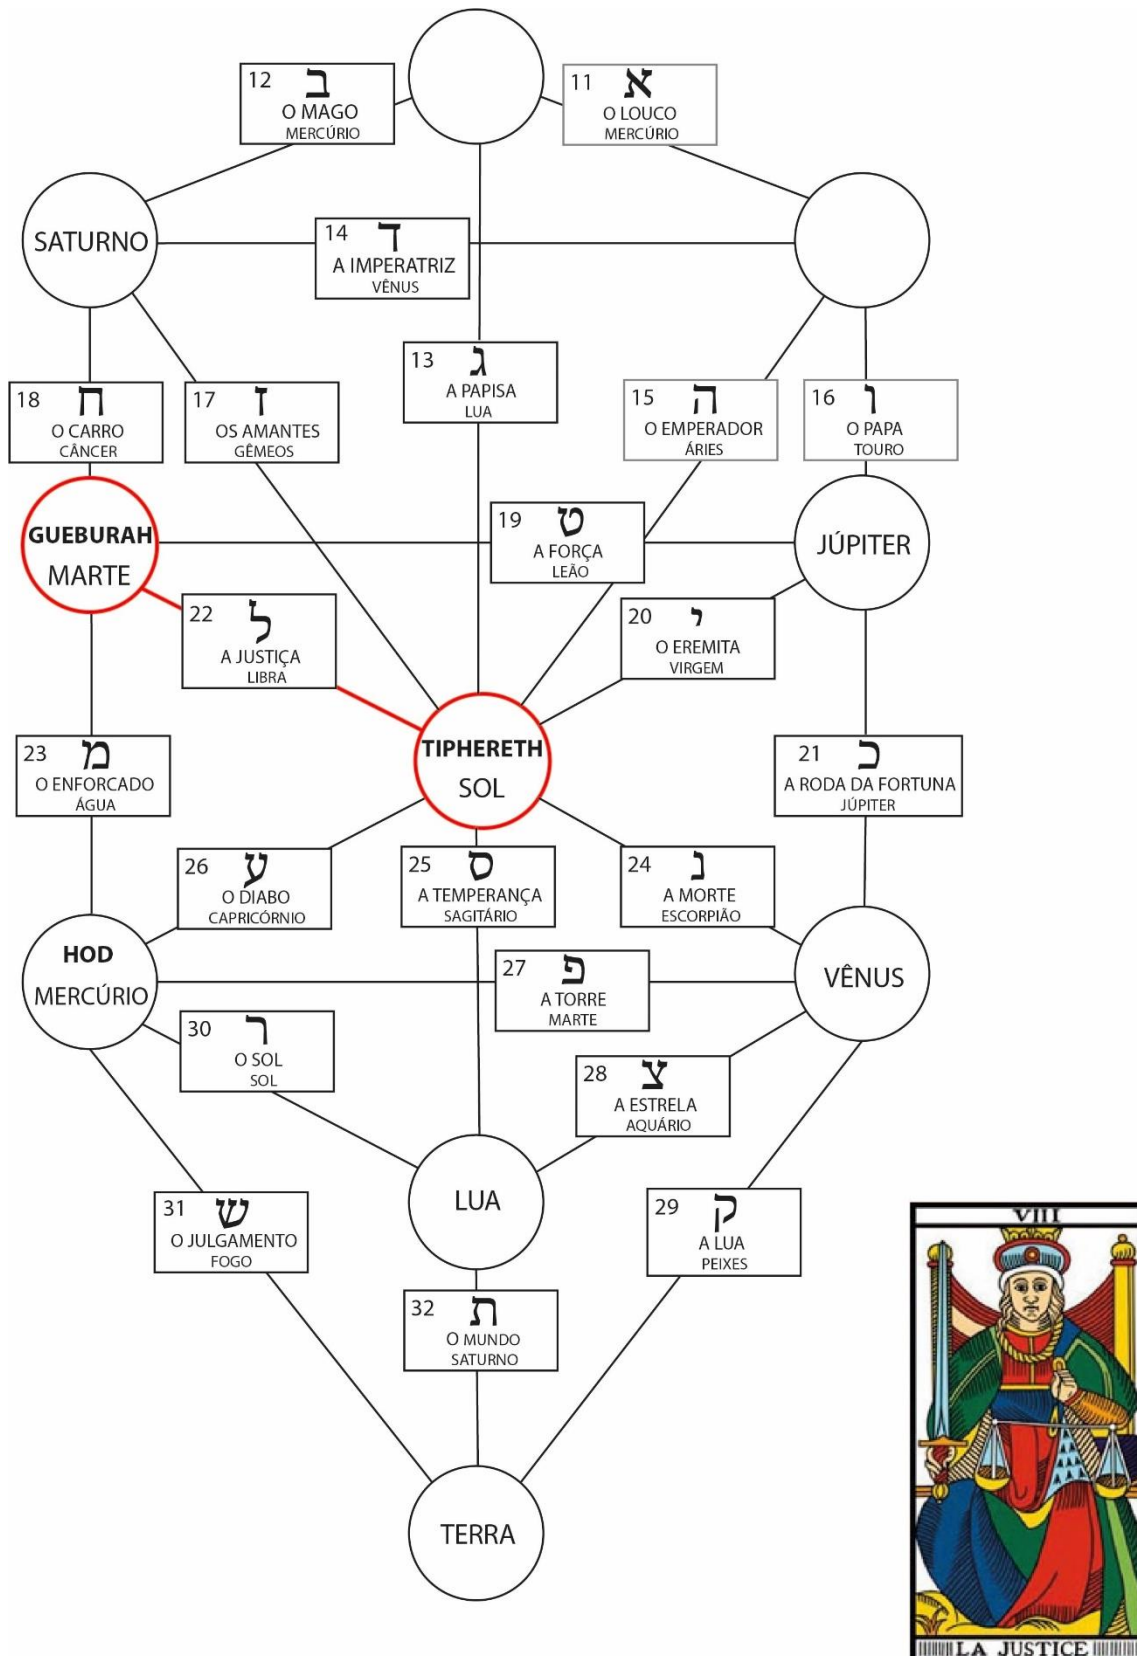 12 ב
O MAGO
MERCÚRIO
11 א
O LOUCO
MERCÚRIO
SATURNO
14 ד
A IMPERATRIZ
VÊNUS
13 ג
A PAPISA
LUA
18 ח
O CARRO
CÂNCER
17 ז
OS AMANTES
GÊMEOS
15 ה
O EMPERADOR
ÁRIES
16 ו
O PAPA
TOURO
GUEBURAH
MARTE
19 ט
A FORÇA
LEÃO
JÚPITER
22 ל
A JUSTIÇA
LIBRA
20 י
O EREMITA
VIRGEM
TIPHERETH
SOL
23 מ
O ENFORCADO
ÁGUA
21 כ
A RODA DA FORTUNA
JÚPITER
26 ע
O DIABO
CAPRICÓRNIO
25 ס
A TEMPERANÇA
SAGITÁRIO
24 נ
A MORTE
ESCORPIÃO
HOD
MERCÚRIO
27 פ
A TORRE
MARTE
VÊNUS
30 ר
O SOL
SOL
28 צ
A ESTRELA
AQUÁRIO
LUA
31 ש
O JULGAMENTO
FOGO
29 ק
A LUA
PEIXES
32 ת
O MUNDO
SATURNO
TERRA
VIII
LA JUSTICE